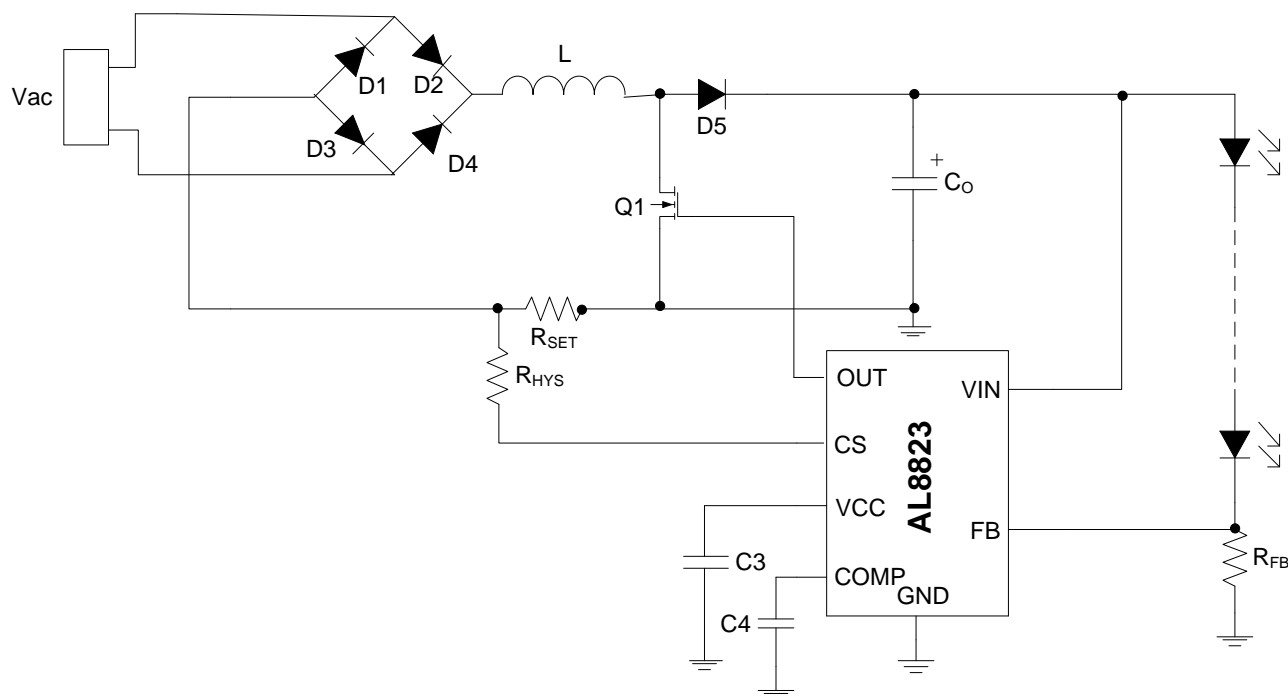 L
Vac
D1
D2
D5
D3
D4
+
CO
Q1
RSET
RHYS
OUT
VIN
CS
AL8823
VCC
FB
C3
COMP
RFB
GND
C4